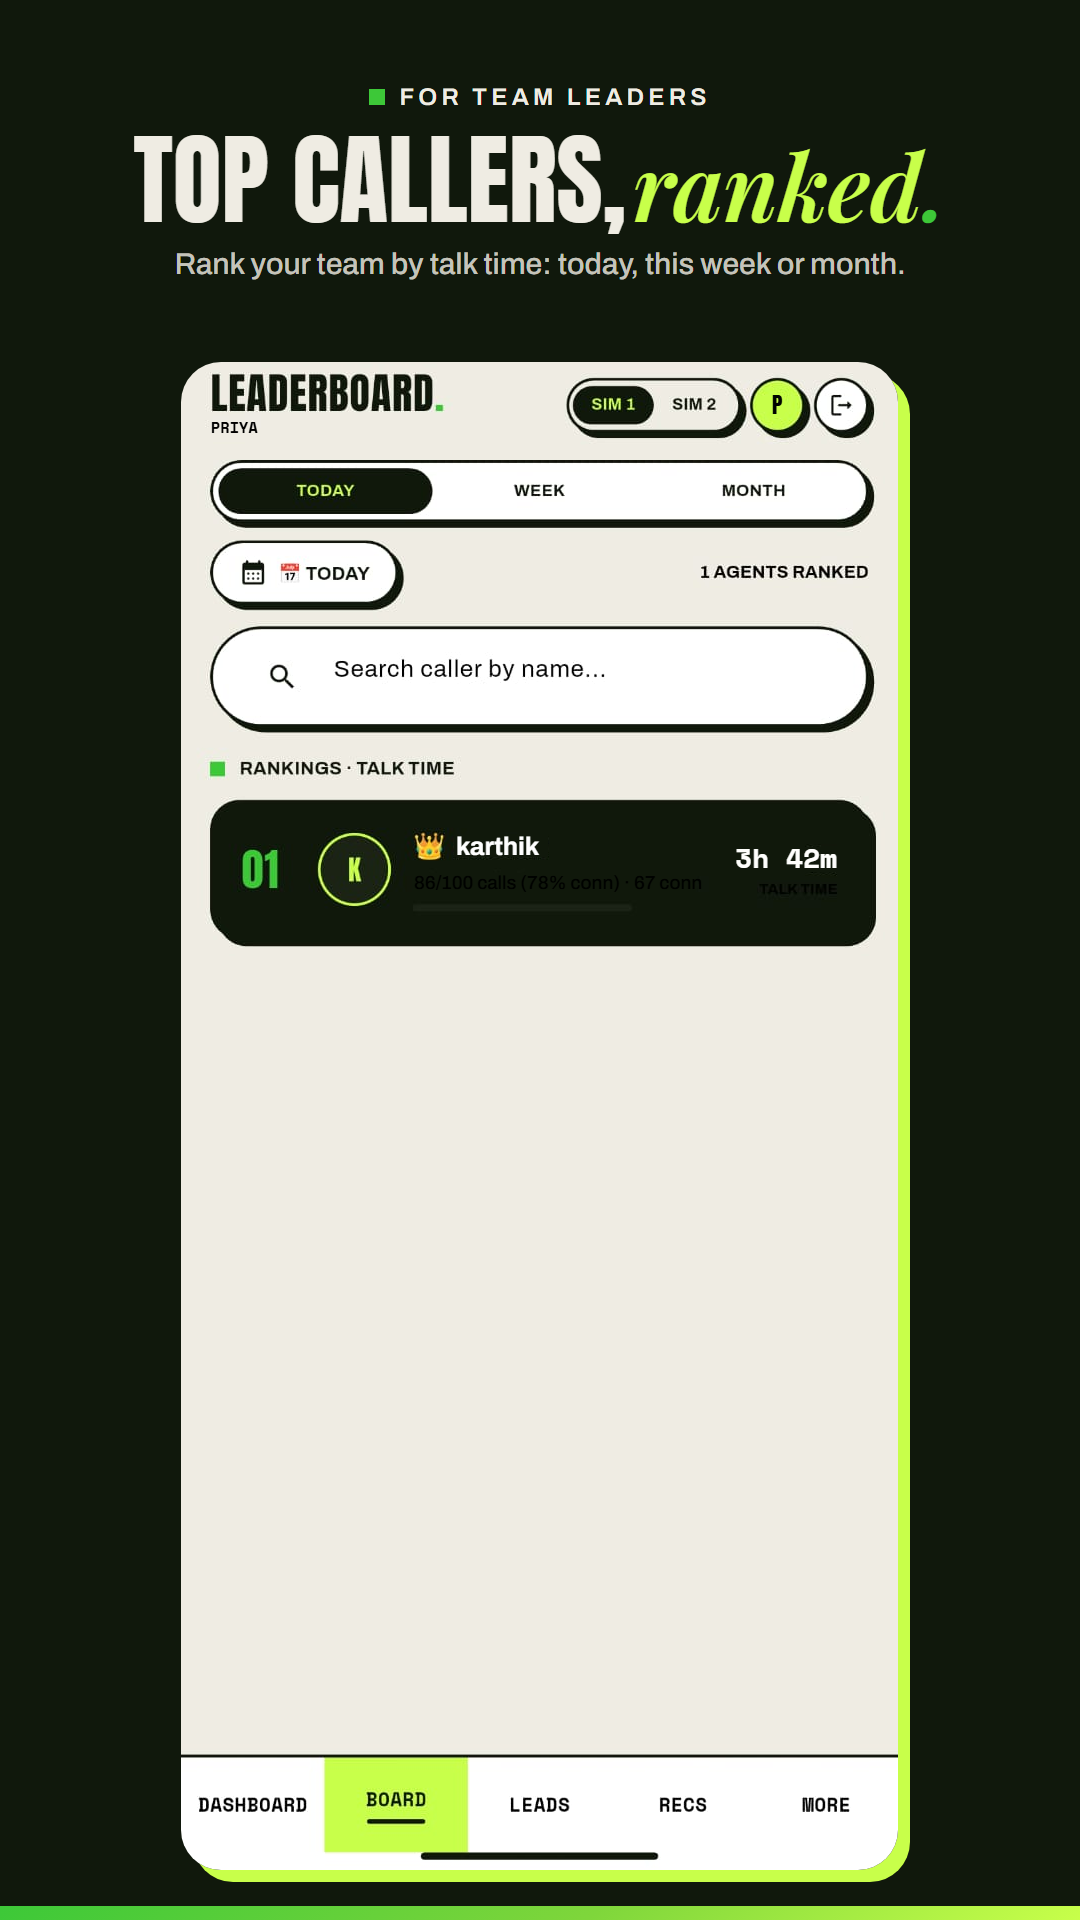 FOR TEAM LEADERS
TOP CALLERS, ranked.
Rank your team by talk time: today, this week or month.
LEADERBOARD.
PRIYA
SIM 1 SIM 2 P
TODAY WEEK MONTH
📅 TODAY 1 AGENTS RANKED
Search caller by name...
RANKINGS · TALK TIME
01 K 👑 karthik 3h 42m
86/100 calls (78% conn) · 67 conn TALK TIME
DASHBOARD BOARD LEADS RECS MORE